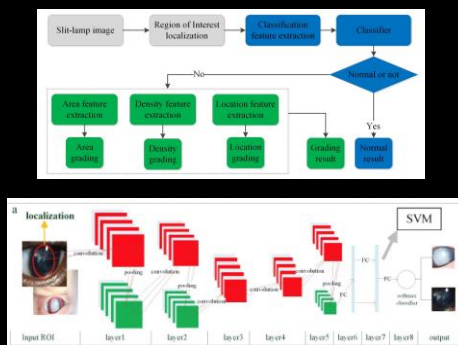 Slit-lamp image
Region of Interest
localization
Classification
feature extraction
Classifier
No
Normal or not
Area feature
extraction
Density feature
extraction
Location feature
extraction
Yes
Area
grading
Density
grading
Location
grading
Grading
result
Normal
result
a
localization
SVM
convolution
pooling
convolution
pooling
convolution
convolution
convolution
pooling
FC
FC
FC
softmax
classifier
Input ROI
layer1
layer2
layer3
layer4
layer5
layer6
layer7
layer8
output